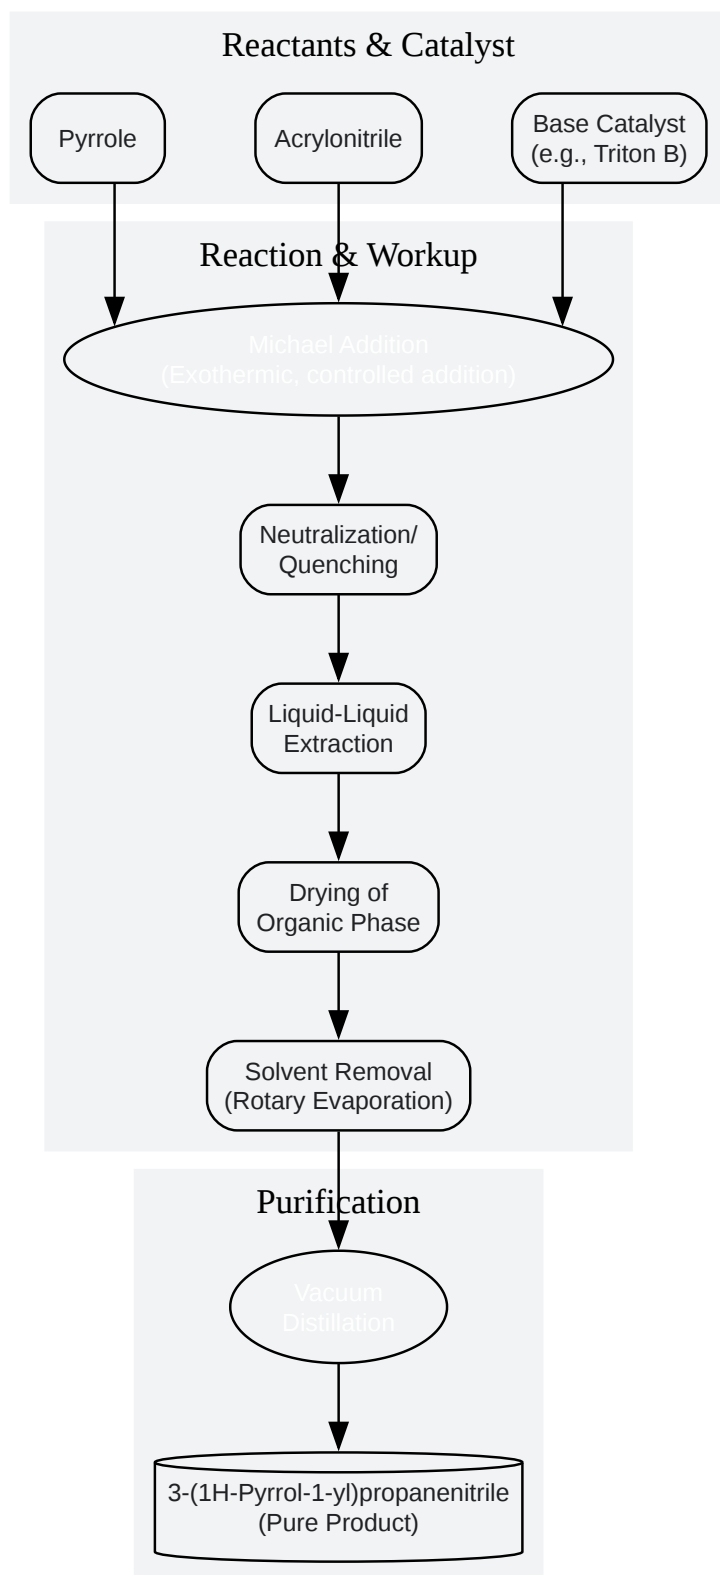 Reactants & Catalyst
Pyrrole
Acrylonitrile
Base Catalyst
(e.g., Triton B)
Reaction & Workup
Michael Addition
(Exothermic, controlled addition)
Neutralization/
Quenching
Liquid-Liquid
Extraction
Drying of
Organic Phase
Solvent Removal
(Rotary Evaporation)
Purification
Vacuum
Distillation
3-(1H-Pyrrol-1-yl)propanenitrile
(Pure Product)